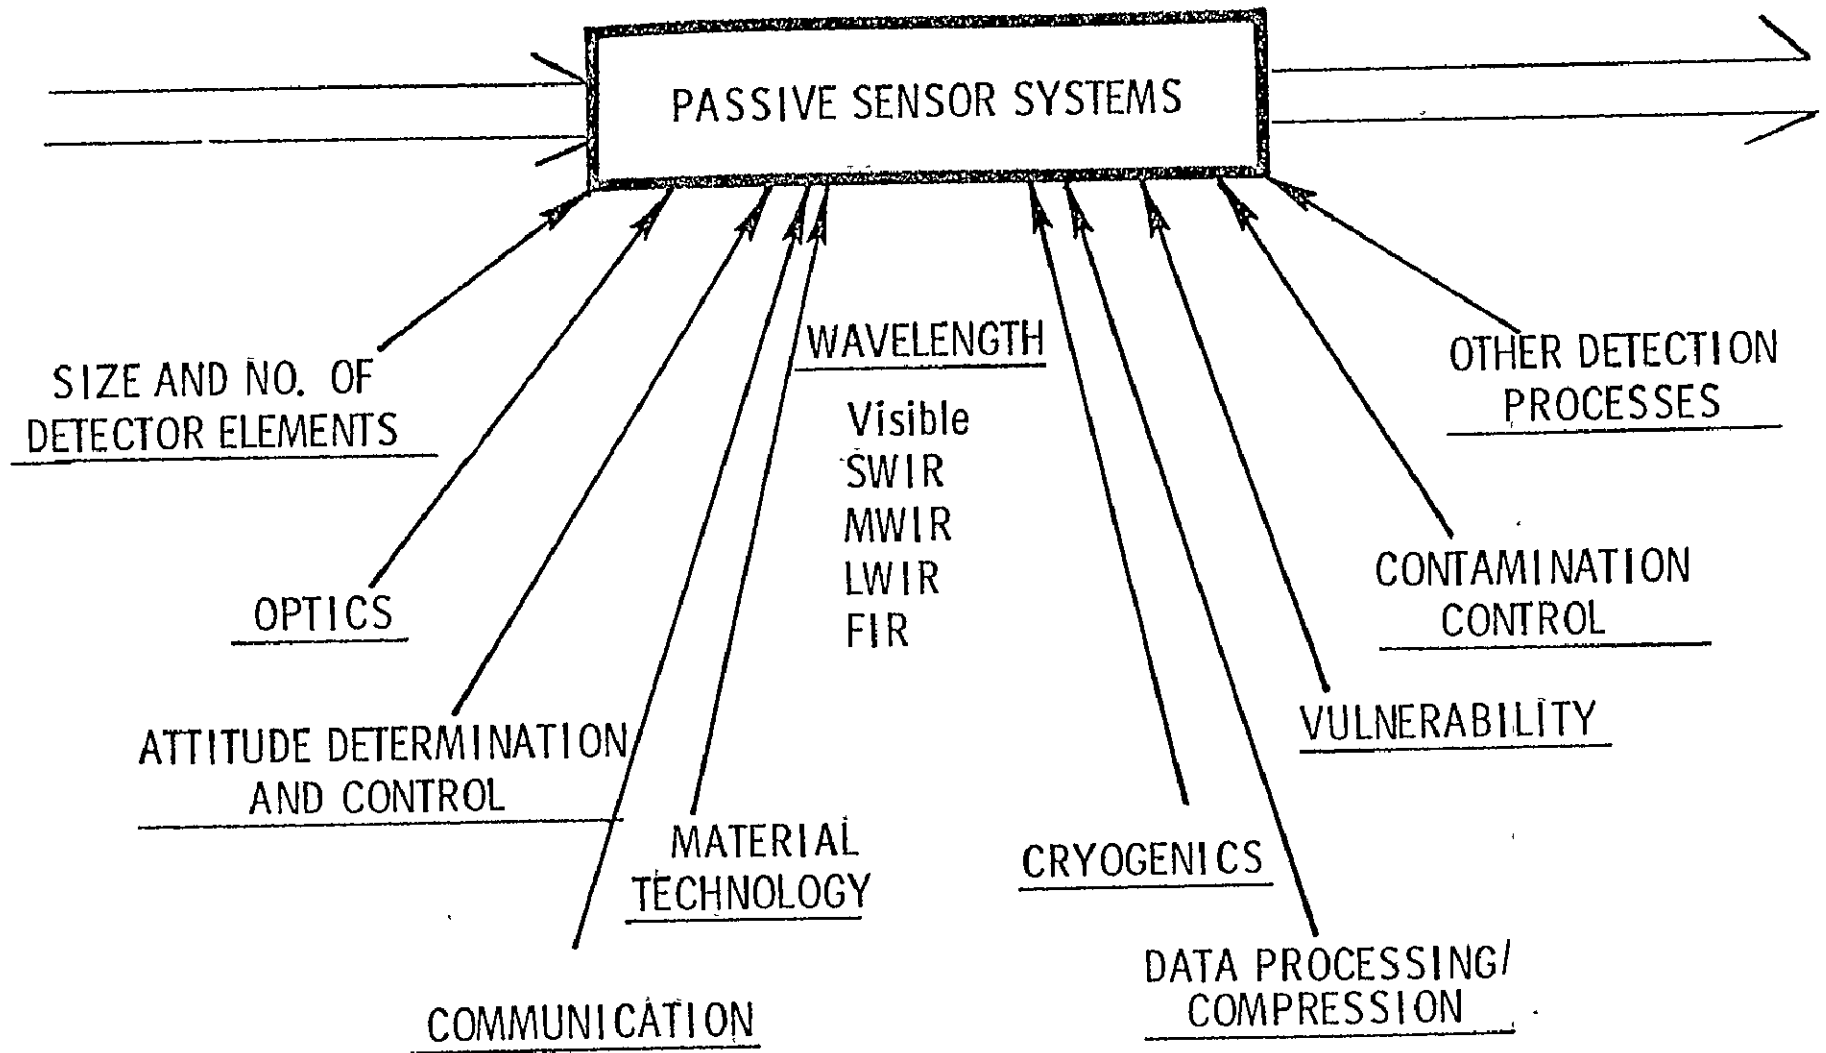 PASSIVE SENSOR SYSTEMS
SIZE AND NO. OF
DETECTOR ELEMENTS
WAVELENGTH
Visible
SWIR
MWIR
LWIR
FIR
OTHER DETECTION
PROCESSES
OPTICS
CONTAMINATION
CONTROL
ATTITUDE DETERMINATION
AND CONTROL
VULNERABILITY
MATERIAL
TECHNOLOGY
CRYOGENICS
COMMUNICATION
DATA PROCESSING/
COMPRESSION